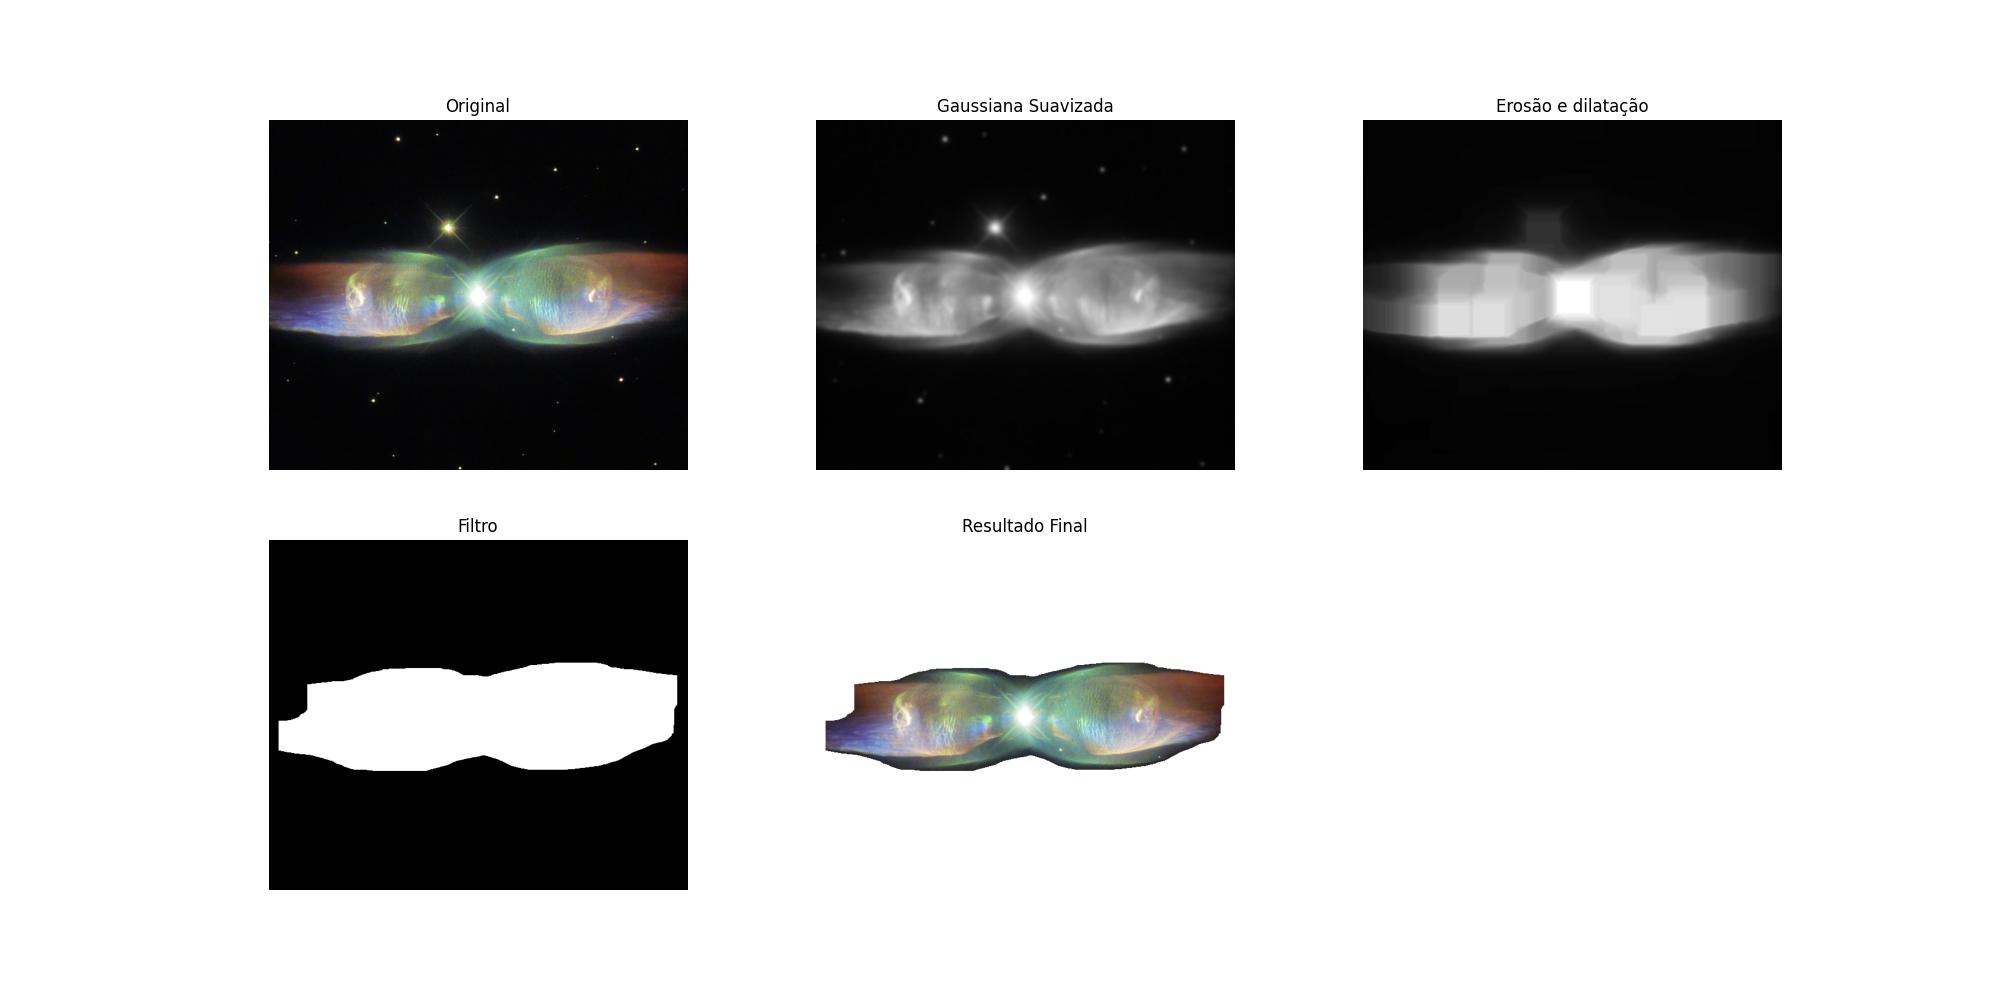 Original
Gaussiana Suavizada
Erosão e dilatação
Filtro
Resultado Final